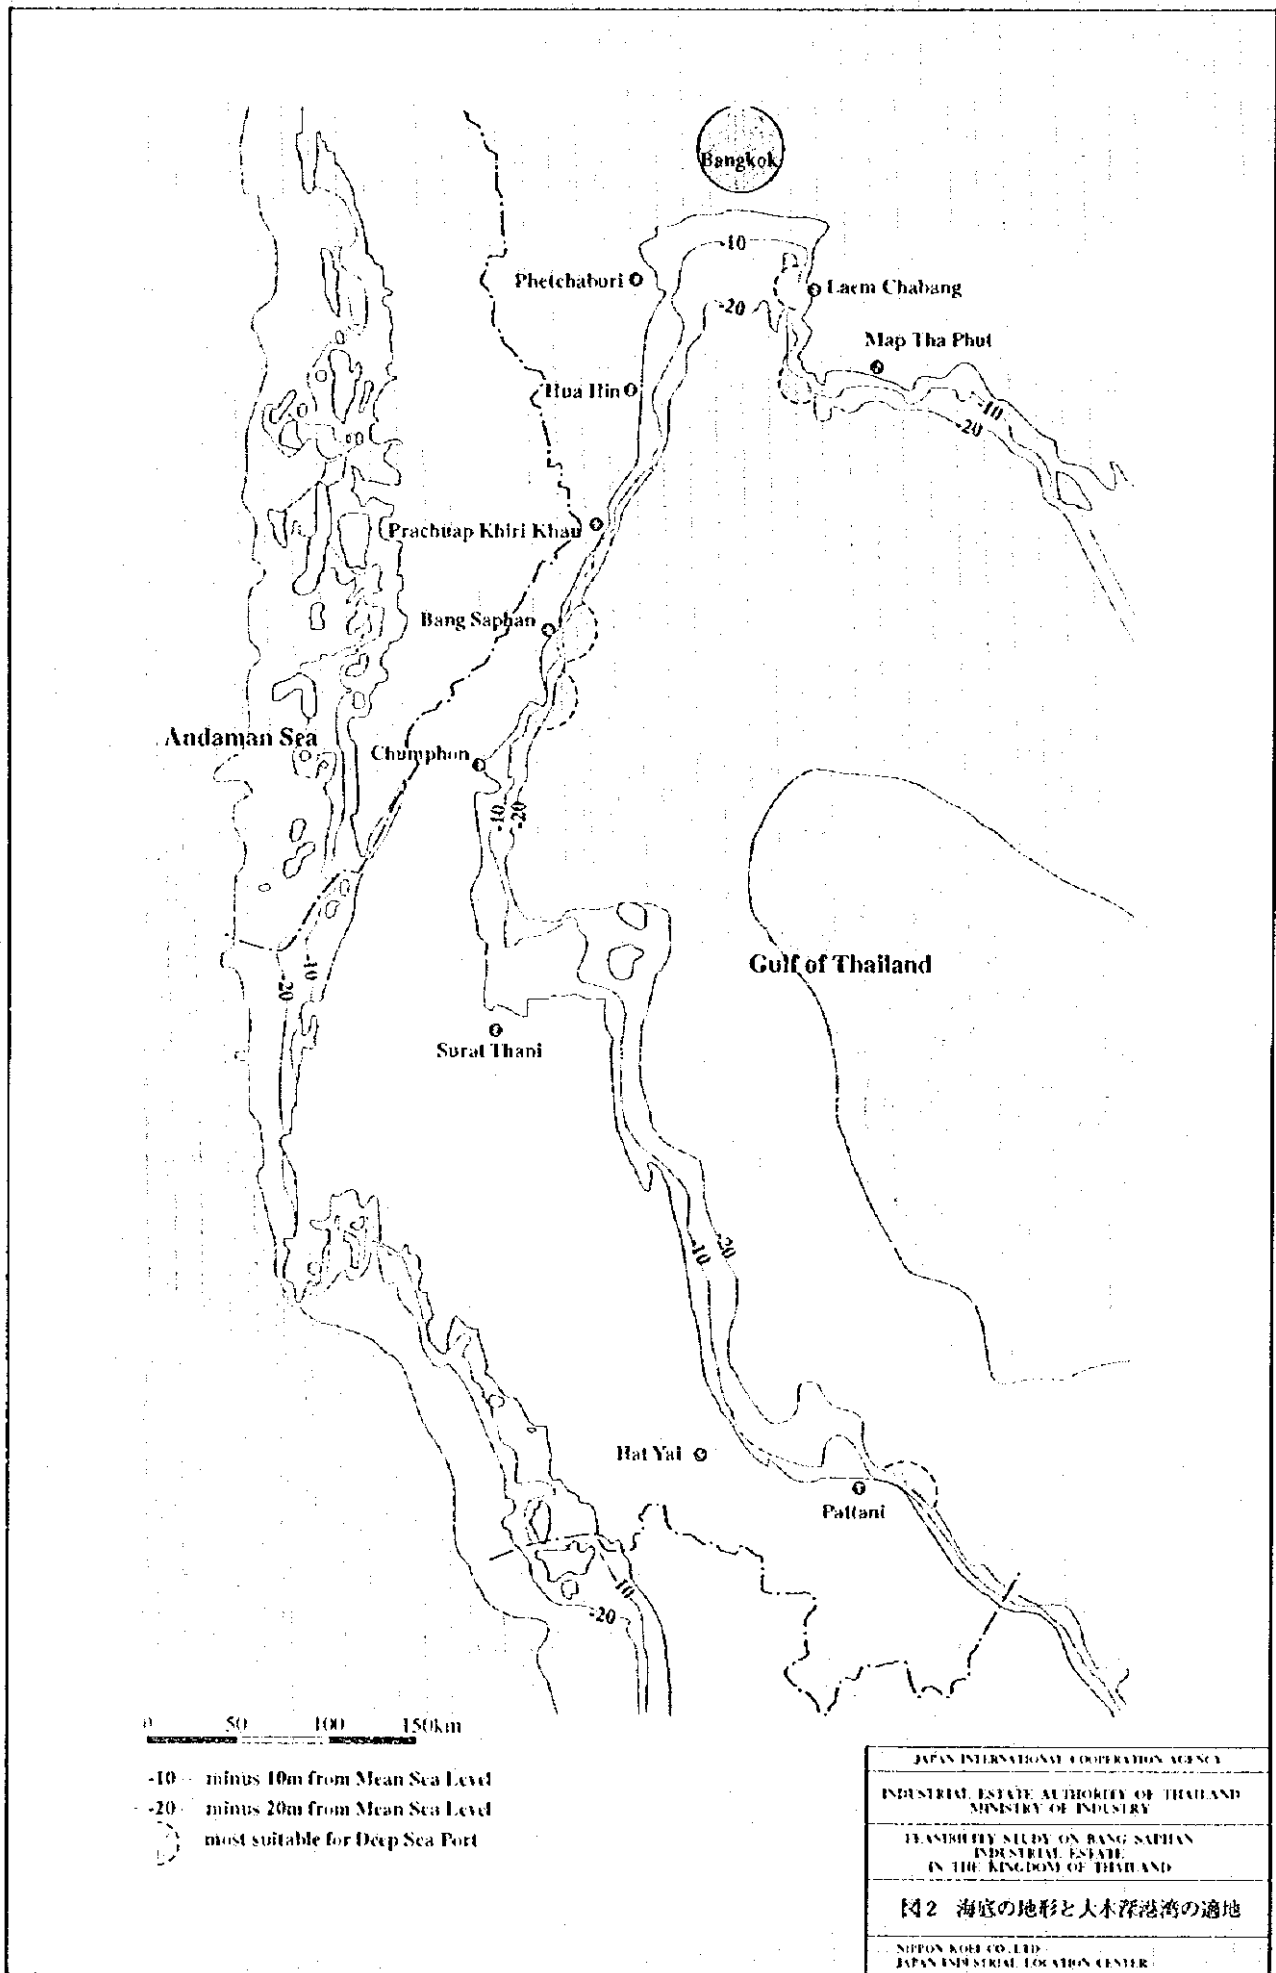 Bangkok
-10
Phetchaburi
Laem Chabang
-20
Map Tha Phut
Hua Hin
-10
-20
Prachuap Khiri Khan
Bang Saphan
Andaman Sea
Chumphon
-10
-20
Gulf of Thailand
-10
-20
Surat Thani
-10
-20
Hat Yai
Pattani
-10
-20
0 50 100 150km
-10 minus 10m from Mean Sea Level
-20 minus 20m from Mean Sea Level
most suitable for Deep Sea Port
JAPAN INTERNATIONAL COOPERATION AGENCY
INDUSTRIAL ESTATE AUTHORITY OF THAILAND
MINISTRY OF INDUSTRY
FEASIBILITY STUDY ON BANG SAPHAN
INDUSTRIAL ESTATE
IN THE KINGDOM OF THAILAND
図2 海底の地形と大水深港湾の適地
NIPPON KOEI CO., LTD
JAPAN INDUSTRIAL LOCATION CENTER